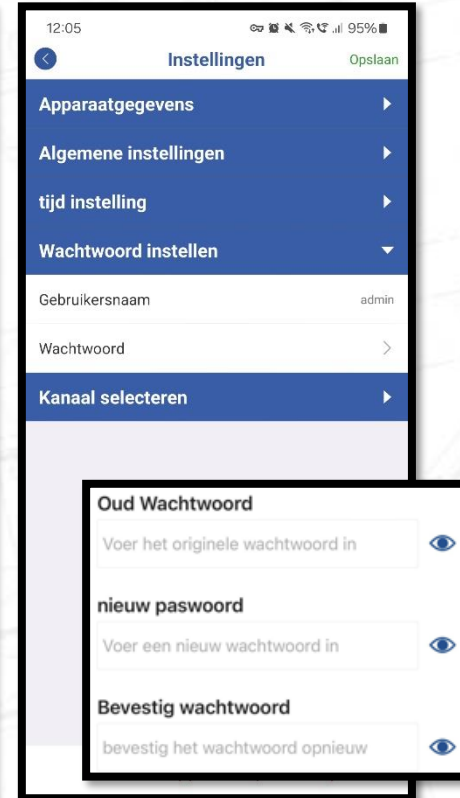 12:05
95%
Instellingen
Opslaan
Apparaatgegevens
Algemene instellingen
tijd instelling
Wachtwoord instellen
Gebruikersnaam
admin
Wachtwoord
Kanaal selecteren
Oud Wachtwoord
Voer het originele wachtwoord in
nieuw paswoord
Voer een nieuw wachtwoord in
Bevestig wachtwoord
bevestig het wachtwoord opnieuw